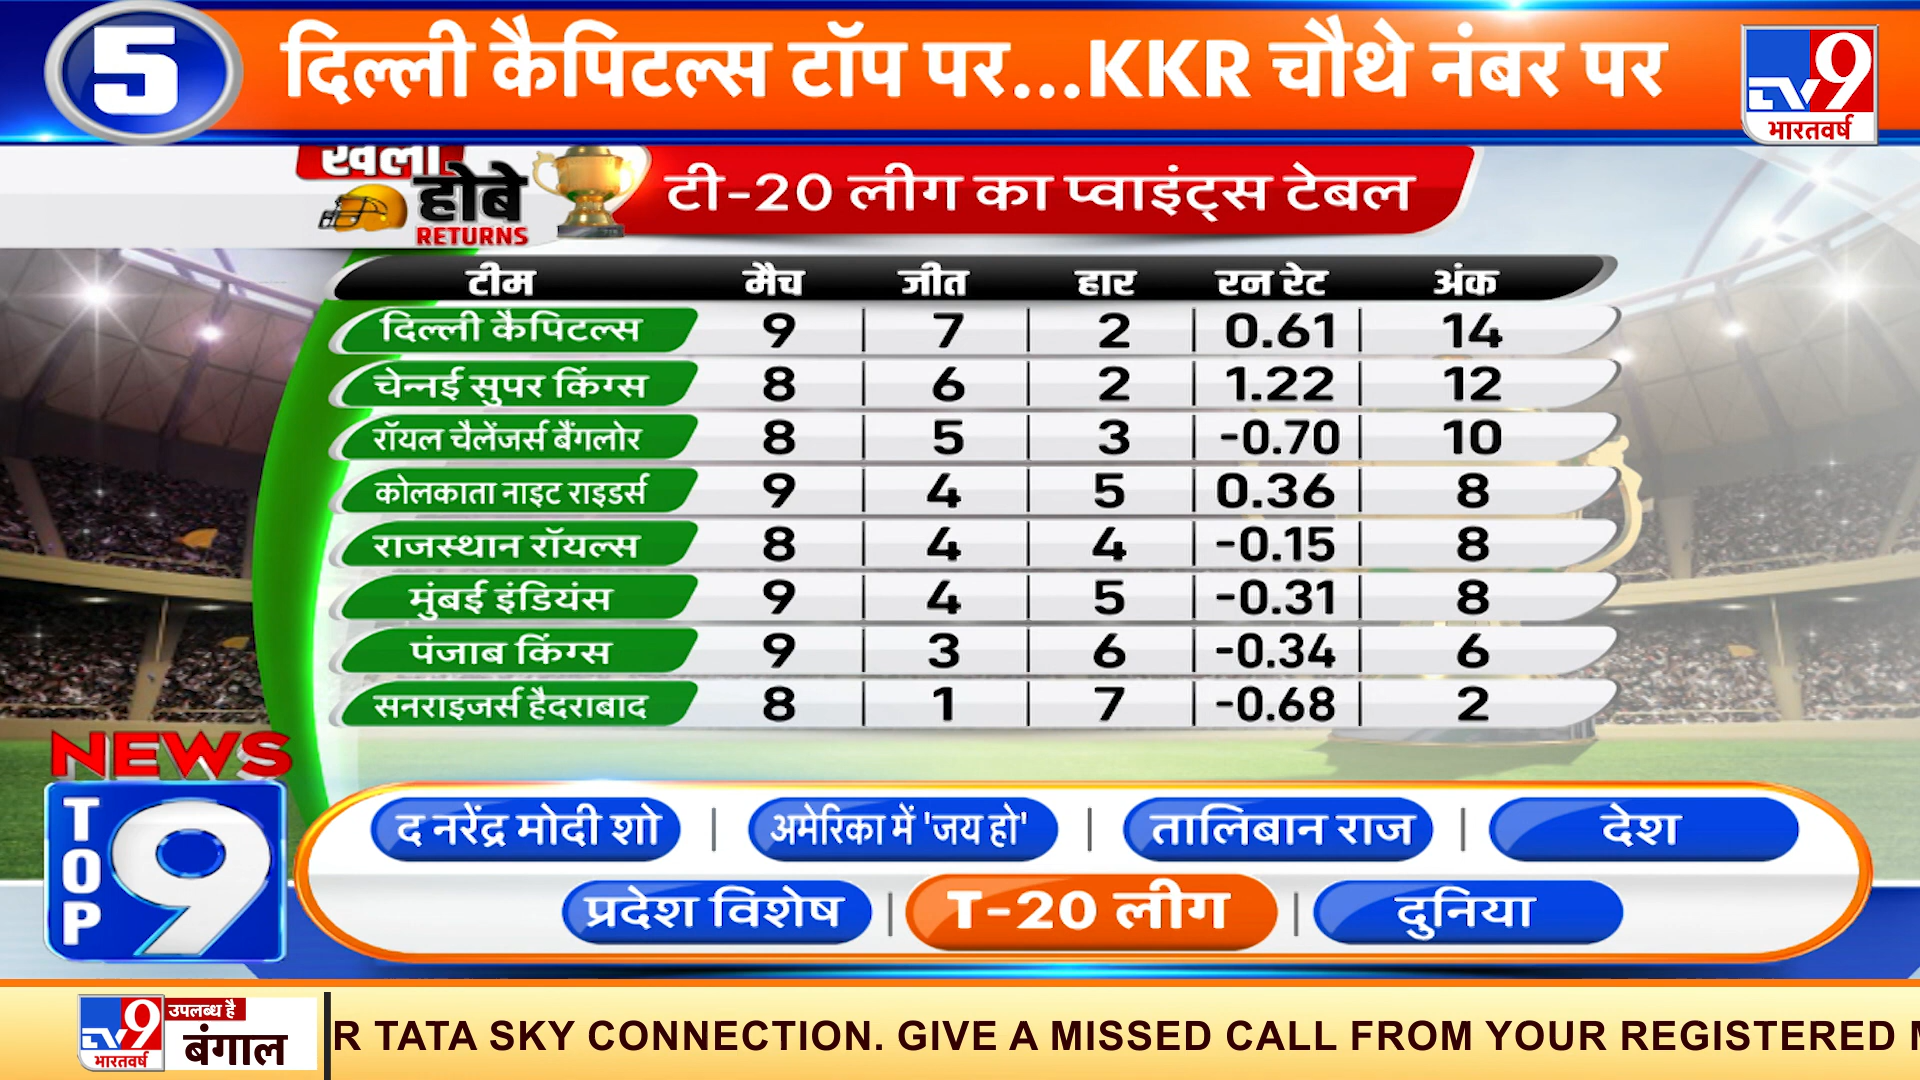 5 दिल्ली कैपिटल्स टॉप पर...KKR चौथे नंबर पर
TV9
भारतवर्ष
खेला
होबे
RETURNS
टी-20 लीग का प्वाइंट्स टेबल
टीम मैच जीत हार रन रेट अंक
दिल्ली कैपिटल्स 9 7 2 0.61 14
चेन्नई सुपर किंग्स 8 6 2 1.22 12
रॉयल चैलेंजर्स बैंगलोर 8 5 3 -0.70 10
कोलकाता नाइट राइडर्स 9 4 5 0.36 8
राजस्थान रॉयल्स 8 4 4 -0.15 8
मुंबई इंडियंस 9 4 5 -0.31 8
पंजाब किंग्स 9 3 6 -0.34 6
सनराइजर्स हैदराबाद 8 1 7 -0.68 2
NEWS
TOP 9
द नरेंद्र मोदी शो | अमेरिका में 'जय हो' | तालिबान राज | देश
प्रदेश विशेष | T-20 लीग | दुनिया
TV9 भारतवर्ष
उपलब्ध है
बंगाल
R TATA SKY CONNECTION. GIVE A MISSED CALL FROM YOUR REGISTERED